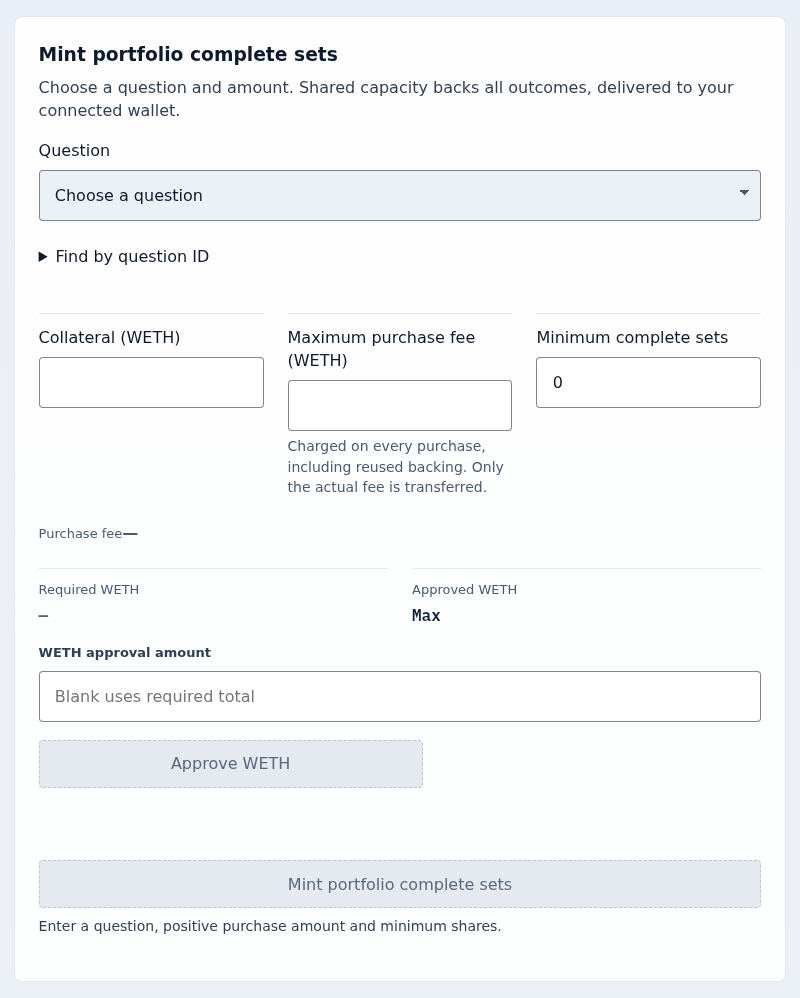 Mint portfolio complete sets
Choose a question and amount. Shared capacity backs all outcomes, delivered to your
connected wallet.
Question
Choose a question
Find by question ID
Collateral (WETH)
Maximum purchase fee
(WETH)
Charged on every purchase,
including reused backing. Only
the actual fee is transferred.
Minimum complete sets
0
Purchase fee—
Required WETH
—
Approved WETH
Max
WETH approval amount
Blank uses required total
Approve WETH
Mint portfolio complete sets
Enter a question, positive purchase amount and minimum shares.